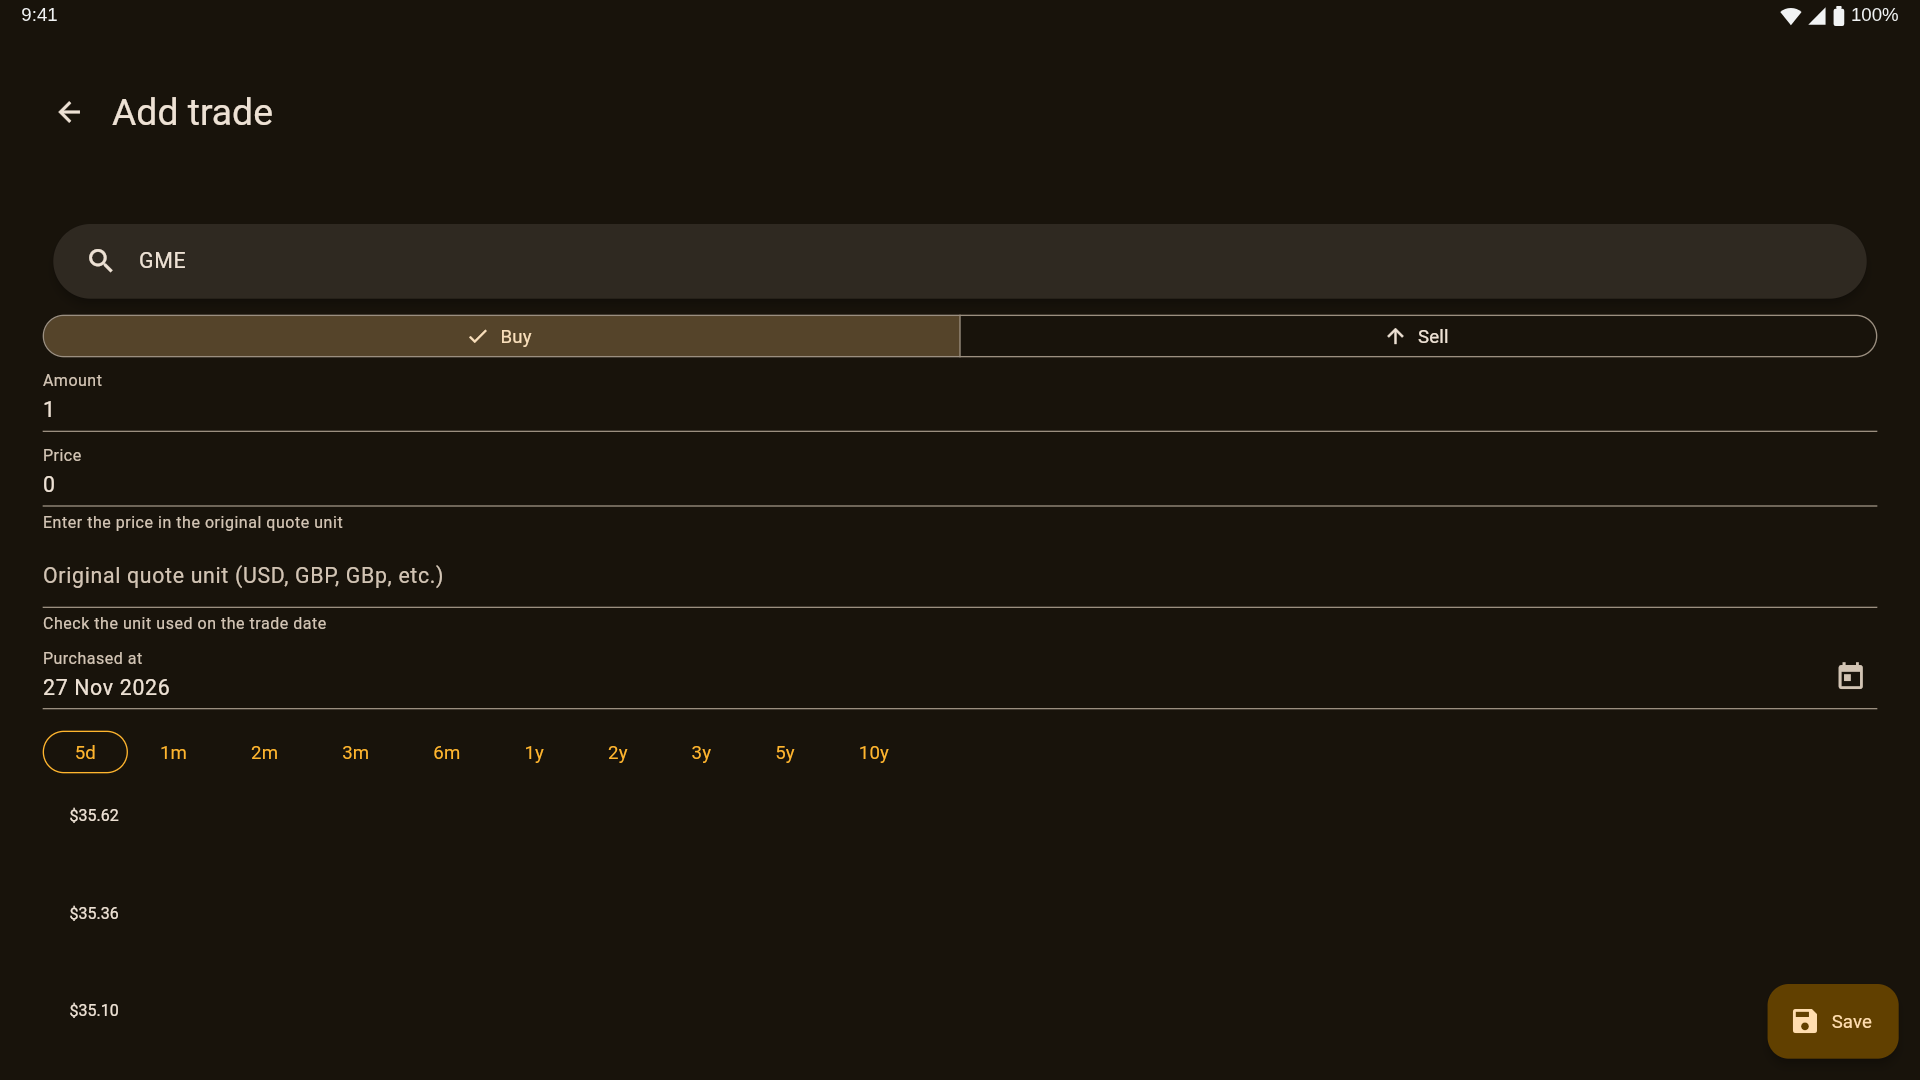 9:41
100%
Add trade
GME
Buy
Sell
Amount
1
Price
0
Enter the price in the original quote unit
Original quote unit (USD, GBP, GBp, etc.)
Check the unit used on the trade date
Purchased at
27 Nov 2026
5d 1m 2m 3m 6m 1y 2y 3y 5y 10y
$35.62
$35.36
$35.10
Save